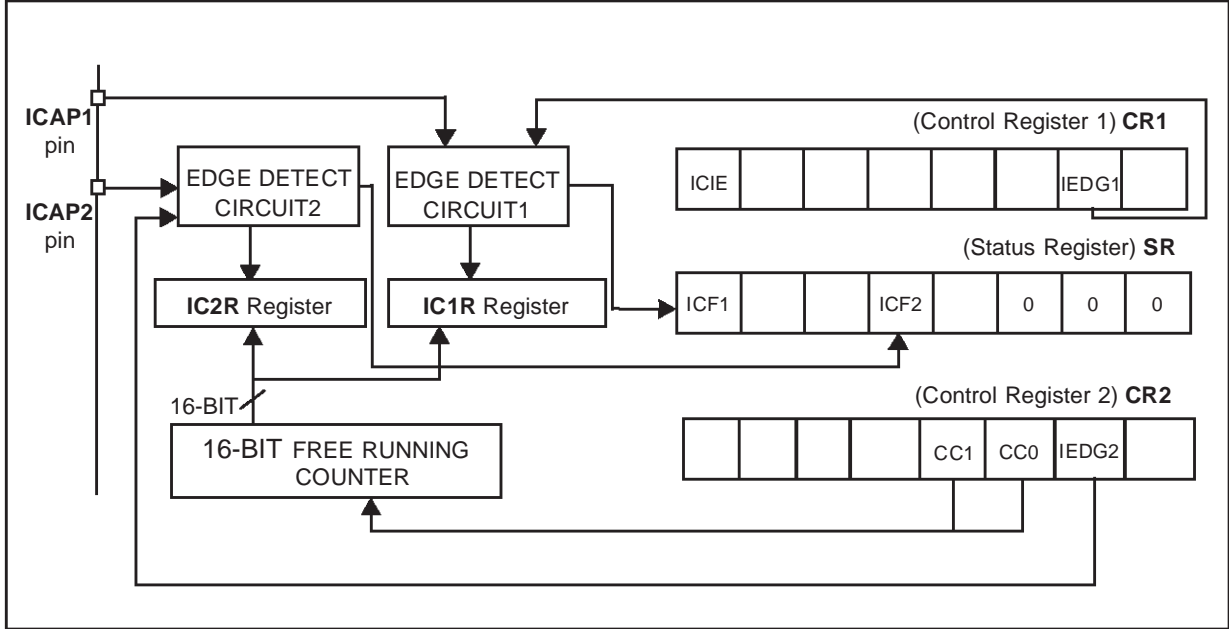 ICAP1
pin
ICAP2
pin
EDGE DETECT
CIRCUIT2
EDGE DETECT
CIRCUIT1
IC2R Register
IC1R Register
16-BIT
16-BIT FREE RUNNING
COUNTER
(Control Register 1) CR1
ICIE
IEDG1
(Status Register) SR
ICF1
ICF2
0
0
0
(Control Register 2) CR2
CC1
CC0
IEDG2